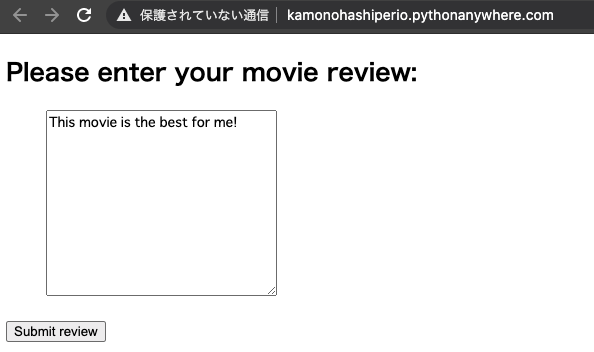 保護されていない通信 kamonohashiperio.pythonanywhere.com
Please enter your movie review:
This movie is the best for me!
Submit review